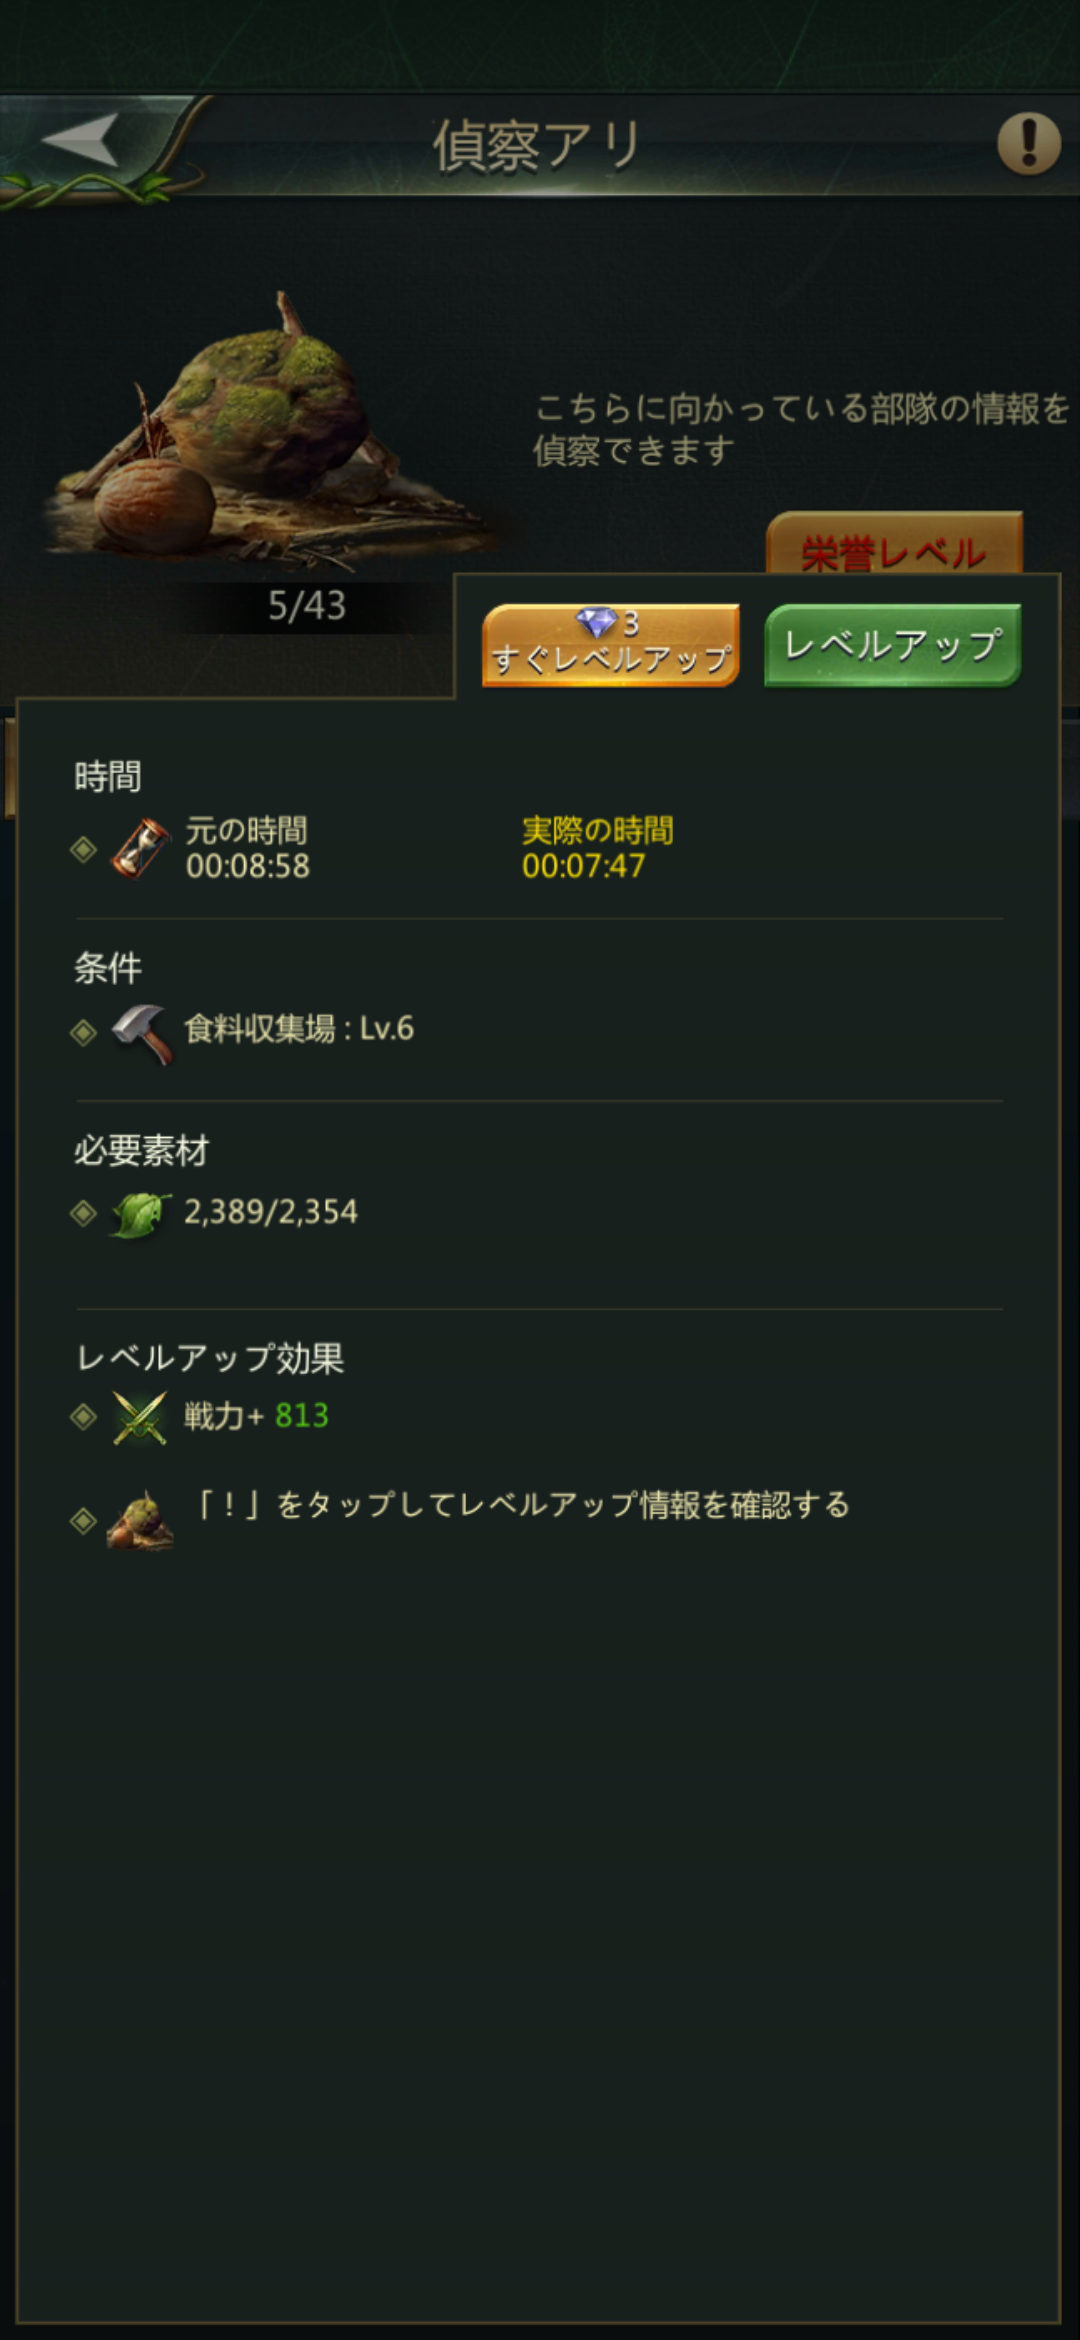 偵察アリ
こちらに向かっている部隊の情報を
偵察できます
栄誉レベル
5/43
3
すぐレベルアップ
レベルアップ
時間
元の時間
00:08:58
実際の時間
00:07:47
条件
食料収集場 : Lv.6
必要素材
2,389/2,354
レベルアップ効果
戦力+ 813
「！」をタップしてレベルアップ情報を確認する